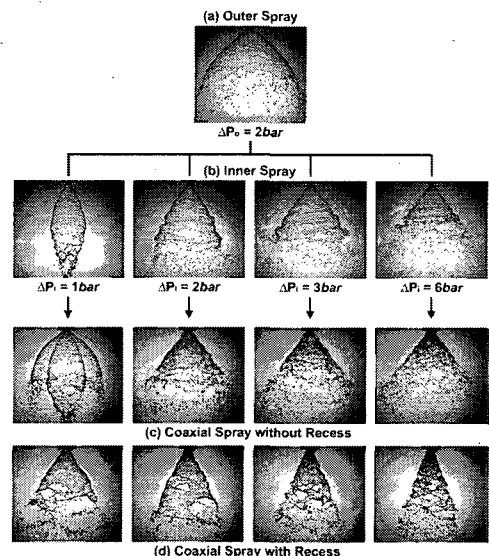 (a) Outer Spray
ΔPₒ = 2bar
(b) Inner Spray
ΔPᵢ = 1bar ΔPᵢ = 2bar ΔPᵢ = 3bar ΔPᵢ = 6bar
(c) Coaxial Spray without Recess
(d) Coaxial Spray with Recess